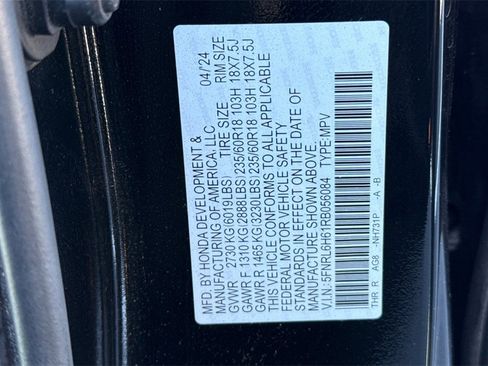 MFD. BY HONDA DEVELOPMENT & 04/'24
MANUFACTURING OF AMERICA, LLC
TIRE SIZE RIM SIZE
GVWR 2730 KG(6019LBS)
GAWR F 1310 KG(2888LBS)235/60R18 103H 18X7.5J
GAWR R 1465 KG(3230LBS)235/60R18 103H 18X7.5J
THIS VEHICLE CONFORMS TO ALL APPLICABLE
FEDERAL MOTOR VEHICLE SAFETY
STANDARDS IN EFFECT ON THE DATE OF
MANUFACTURE SHOWN ABOVE.
V.I.N.: 5FNRL6H61RB056084 TYPE:MPV
THR R AG8 -NH731P -A -B